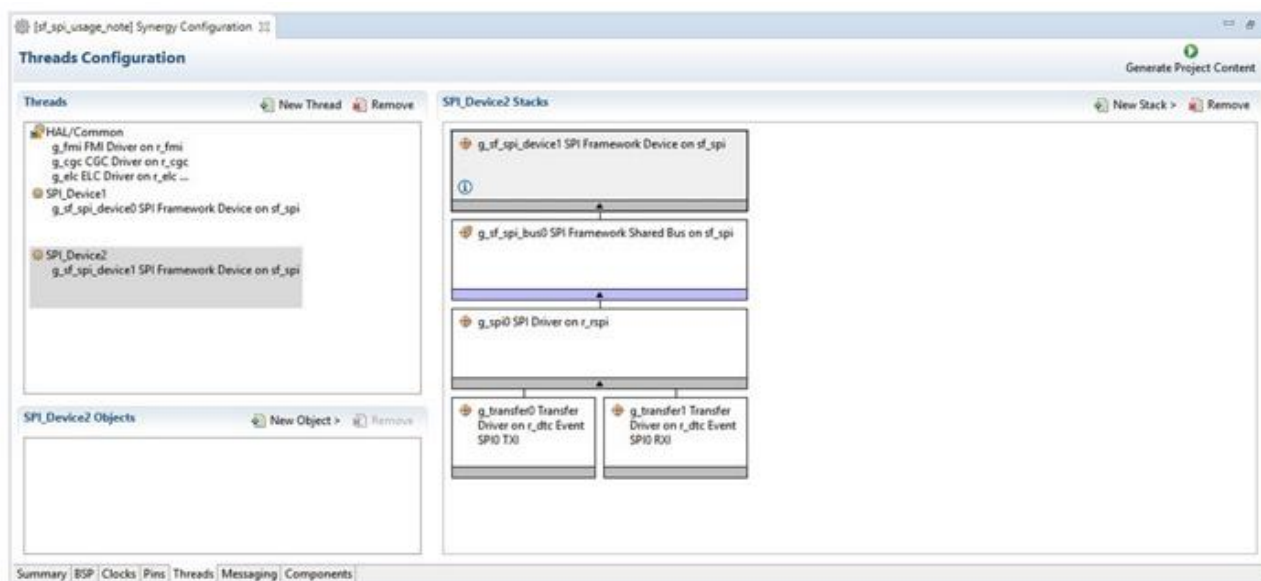 [sf_spi_usage_note] Synergy Configuration
Threads Configuration
Generate Project Content
Threads
New Thread
Remove
HAL/Common
g_fmi FMI Driver on r_fmi
g_cgc CGC Driver on r_cgc
g_elc ELC Driver on r_elc ...
SPI_Device1
g_sf_spi_device0 SPI Framework Device on sf_spi
SPI_Device2
g_sf_spi_device1 SPI Framework Device on sf_spi
SPI_Device2 Objects
New Object >
Remove
SPI_Device2 Stacks
New Stack >
Remove
g_sf_spi_device1 SPI Framework Device on sf_spi
g_sf_spi_bus0 SPI Framework Shared Bus on sf_spi
g_spi0 SPI Driver on r_rspi
g_transfer0 Transfer
Driver on r_dtc Event
SPI0 TXI
g_transfer1 Transfer
Driver on r_dtc Event
SPI0 RXI
Summary BSP Clocks Pins Threads Messaging Components